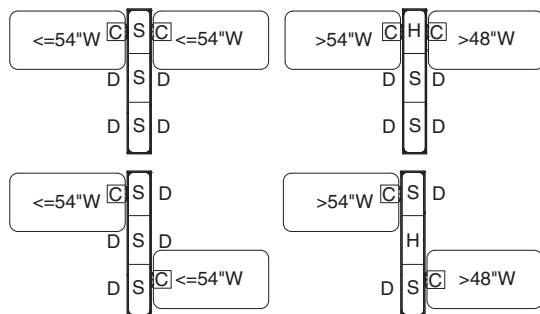 <=54"W C S C <=54"W
D S D
D S D
>54"W C H C >48"W
D S D
D S D
<=54"W C S D
D S D
D S C <=54"W
>54"W C S D
H
D S C >48"W